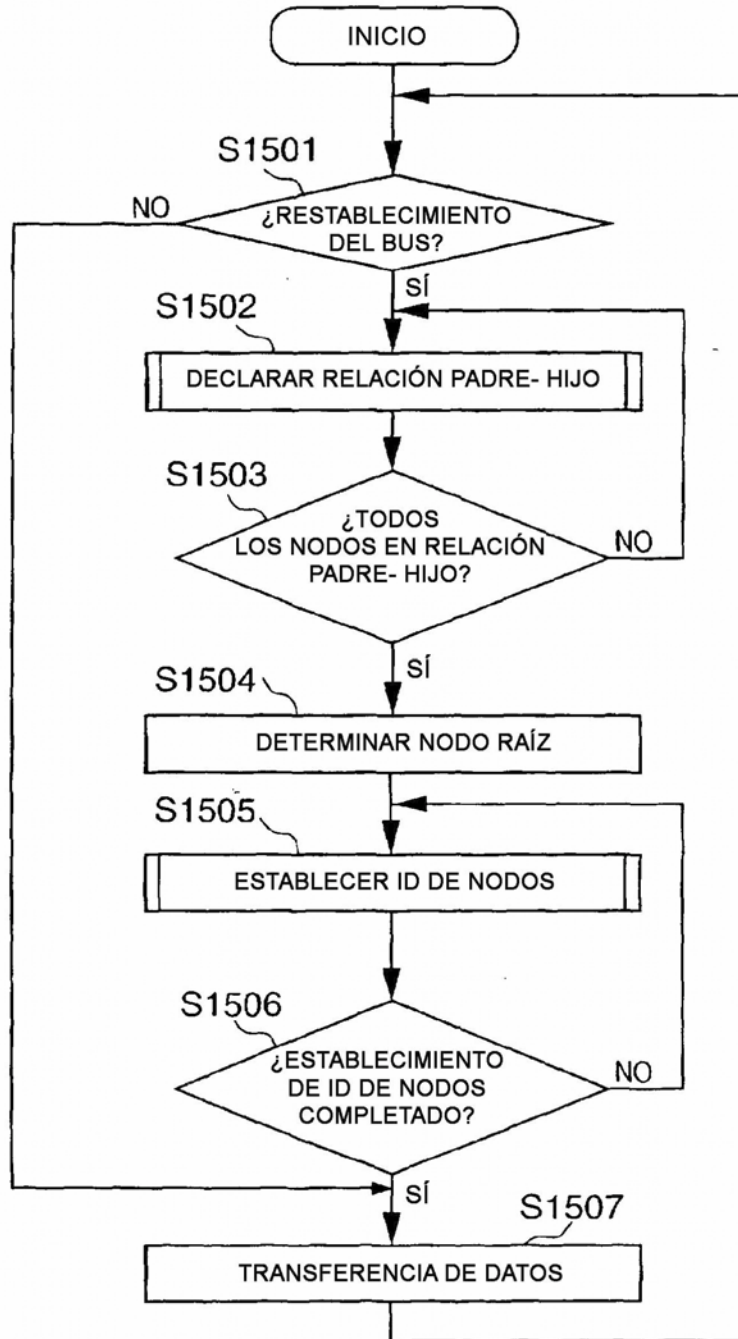 INICIO
S1501
NO
¿RESTABLECIMIENTO
DEL BUS?
SÍ
S1502
DECLARAR RELACIÓN PADRE- HIJO
S1503
¿TODOS
LOS NODOS EN RELACIÓN
PADRE- HIJO?
NO
SÍ
S1504
DETERMINAR NODO RAÍZ
S1505
ESTABLECER ID DE NODOS
S1506
¿ESTABLECIMIENTO
DE ID DE NODOS
COMPLETADO?
NO
SÍ
S1507
TRANSFERENCIA DE DATOS